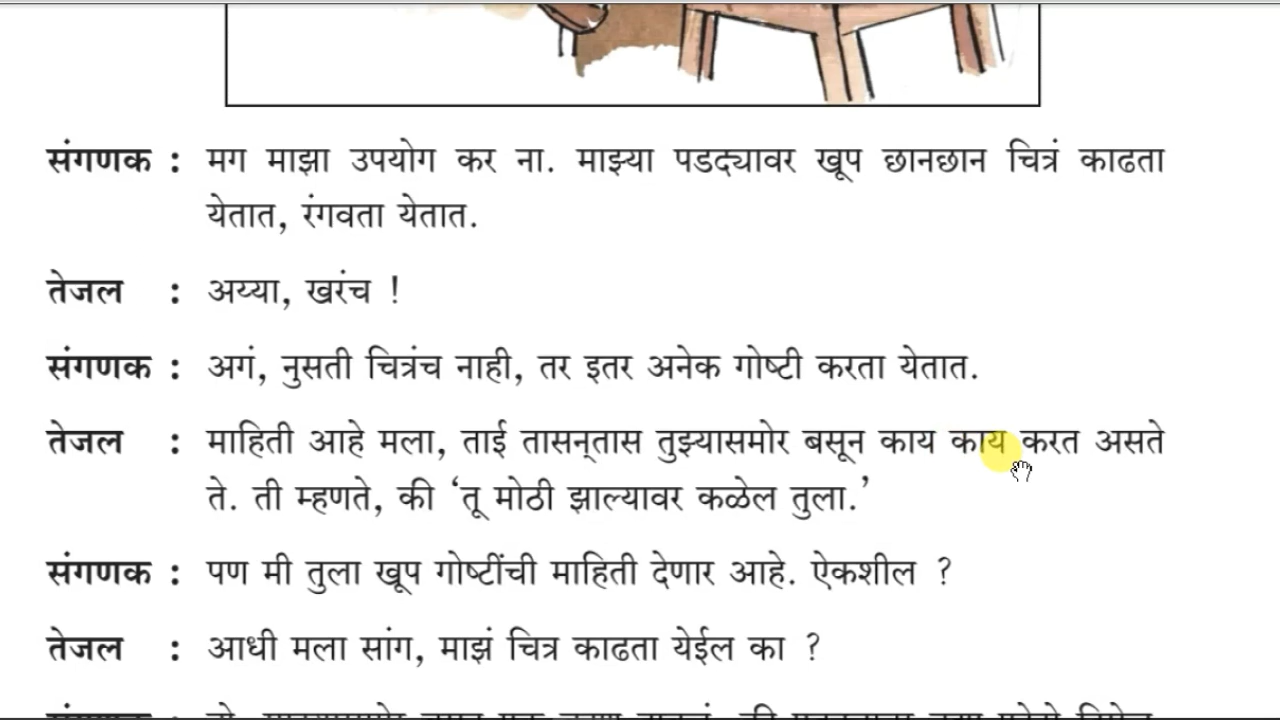 संगणक : मग माझा उपयोग कर ना. माझ्या पडद्यावर खूप छानछान चित्रं काढता
येतात, रंगवता येतात.
तेजल : अय्या, खरंच !
संगणक : अगं, नुसती चित्रंच नाही, तर इतर अनेक गोष्टी करता येतात.
तेजल : माहिती आहे मला, ताई तासन्‌तास तुझ्यासमोर बसून काय काय करत असते
ते. ती म्हणते, की ‘तू मोठी झाल्यावर कळेल तुला.’
संगणक : पण मी तुला खूप गोष्टींची माहिती देणार आहे. ऐकशील ?
तेजल : आधी मला सांग, माझं चित्र काढता येईल का ?